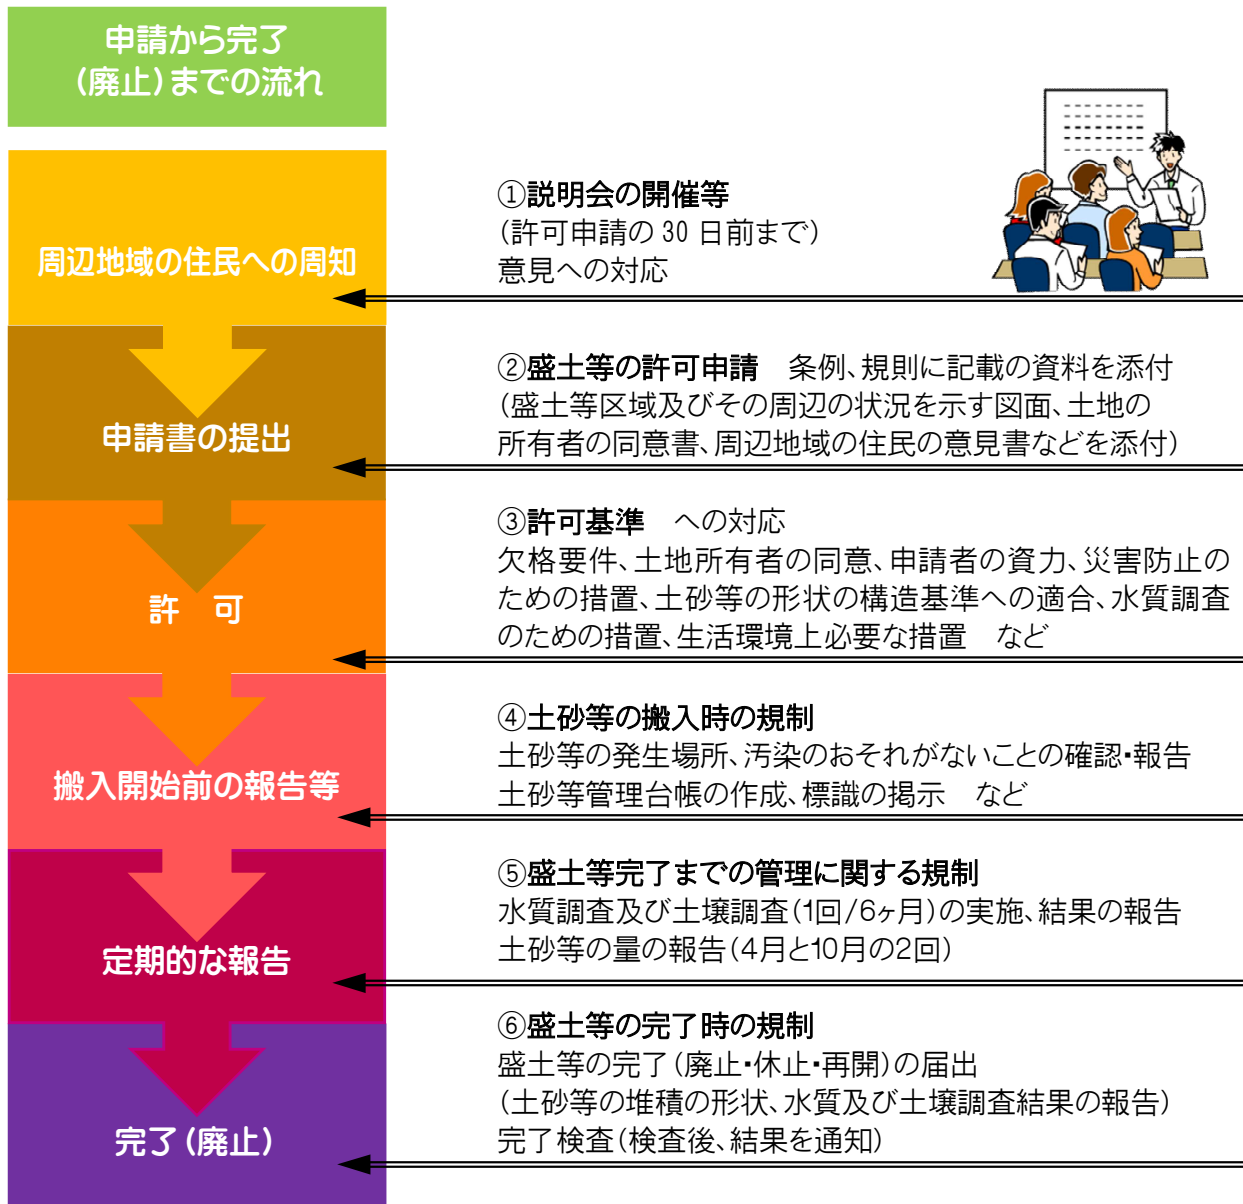 申請から完了
（廃止）までの流れ
周辺地域の住民への周知
①説明会の開催等
（許可申請の 30 日前まで）
意見への対応
申請書の提出
②盛土等の許可申請　条例、規則に記載の資料を添付
（盛土等区域及びその周辺の状況を示す図面、土地の
所有者の同意書、周辺地域の住民の意見書などを添付）
許　可
③許可基準　への対応
欠格要件、土地所有者の同意、申請者の資力、災害防止の
ための措置、土砂等の形状の構造基準への適合、水質調査
のための措置、生活環境上必要な措置　など
搬入開始前の報告等
④土砂等の搬入時の規制
土砂等の発生場所、汚染のおそれがないことの確認・報告
土砂等管理台帳の作成、標識の掲示　など
定期的な報告
⑤盛土等完了までの管理に関する規制
水質調査及び土壌調査（1回/6ヶ月）の実施、結果の報告
土砂等の量の報告（4月と10月の2回）
完了（廃止）
⑥盛土等の完了時の規制
盛土等の完了（廃止・休止・再開）の届出
（土砂等の堆積の形状、水質及び土壌調査結果の報告）
完了検査（検査後、結果を通知）